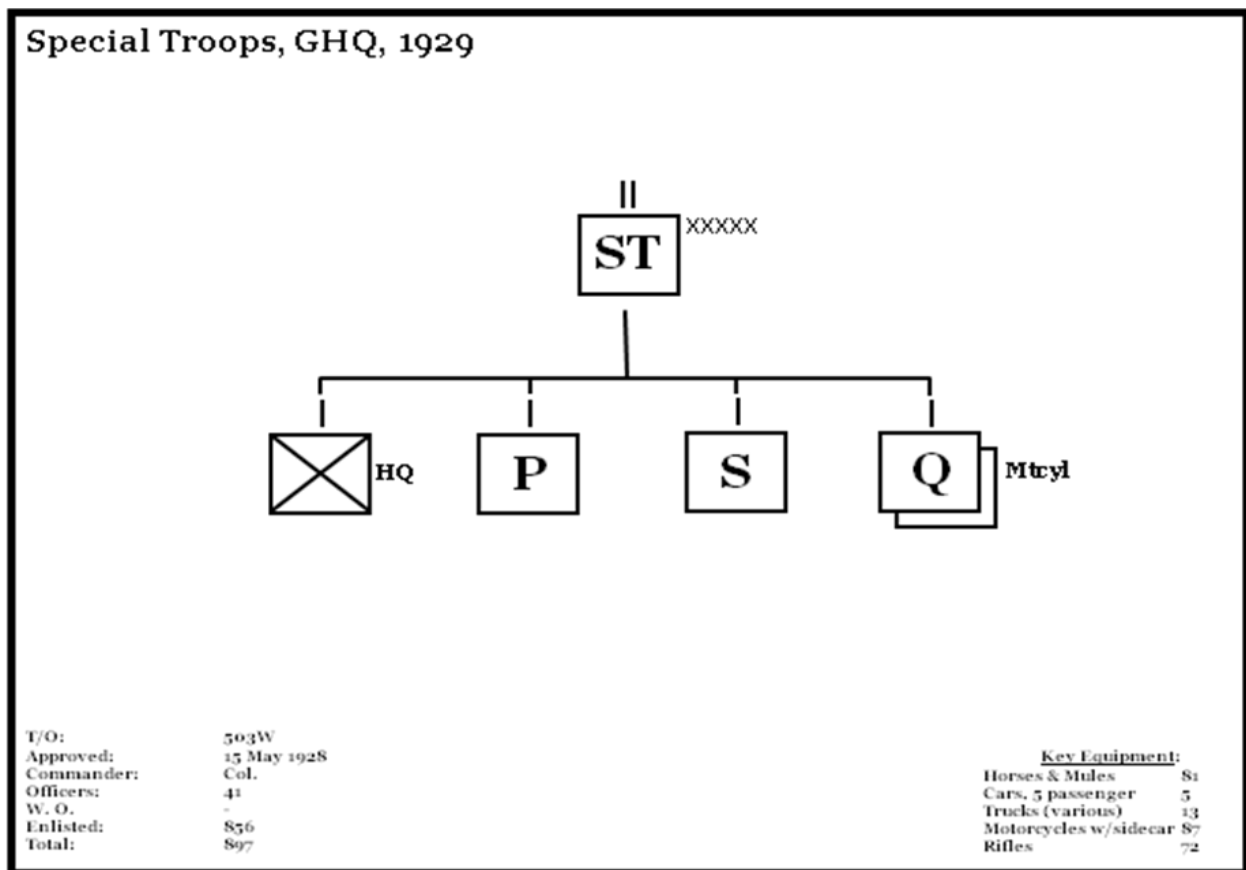 Special Troops, GHQ, 1929
||
ST XXXXX
HQ
P
S
Q
Mtcyl
T/O: 503W
Approved: 15 May 1928
Commander: Col.
Officers: 41
W. O. -
Enlisted: 856
Total: 897
Key Equipment:
Horses & Mules 81
Cars, 5 passenger 5
Trucks (various) 13
Motorcycles w/sidecar 87
Rifles 72